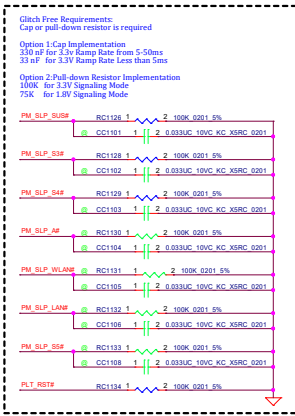 Glitch Free Requirements:
Cap or pull-down resistor is required
Option 1:Cap Implementation
330 nF for 3.3v Ramp Rate from 5-50ms
33 nF  for 3.3V Ramp Rate Less than 5ms
Option 2:Pull-down Resistor Implementation
100K  for 3.3V Signaling Mode
75K  for 1.8V Signaling Mode
PM_SLP_SUS# RC1126 1 2 100K_0201_5%
@ CC1101 1 2 0.033UC_10VC_KC_X5RC_0201
PM_SLP_S3# RC1128 1 2 100K_0201_5%
@ CC1102 1 2 0.033UC_10VC_KC_X5RC_0201
PM_SLP_S4# RC1129 1 2 100K_0201_5%
@ CC1103 1 2 0.033UC_10VC_KC_X5RC_0201
PM_SLP_A# @ RC1130 1 2 100K_0201_5%
@ CC1104 1 2 0.033UC_10VC_KC_X5RC_0201
PM_SLP_WLAN# @ RC1131 1 2 100K_0201_5%
@ CC1105 1 2 0.033UC_10VC_KC_X5RC_0201
PM_SLP_LAN# @ RC1132 1 2 100K_0201_5%
@ CC1106 1 2 0.033UC_10VC_KC_X5RC_0201
PM_SLP_S5# @ RC1133 1 2 100K_0201_5%
@ CC1108 1 2 0.033UC_10VC_KC_X5RC_0201
PLT_RST# RC1134 1 2 100K_0201_5%